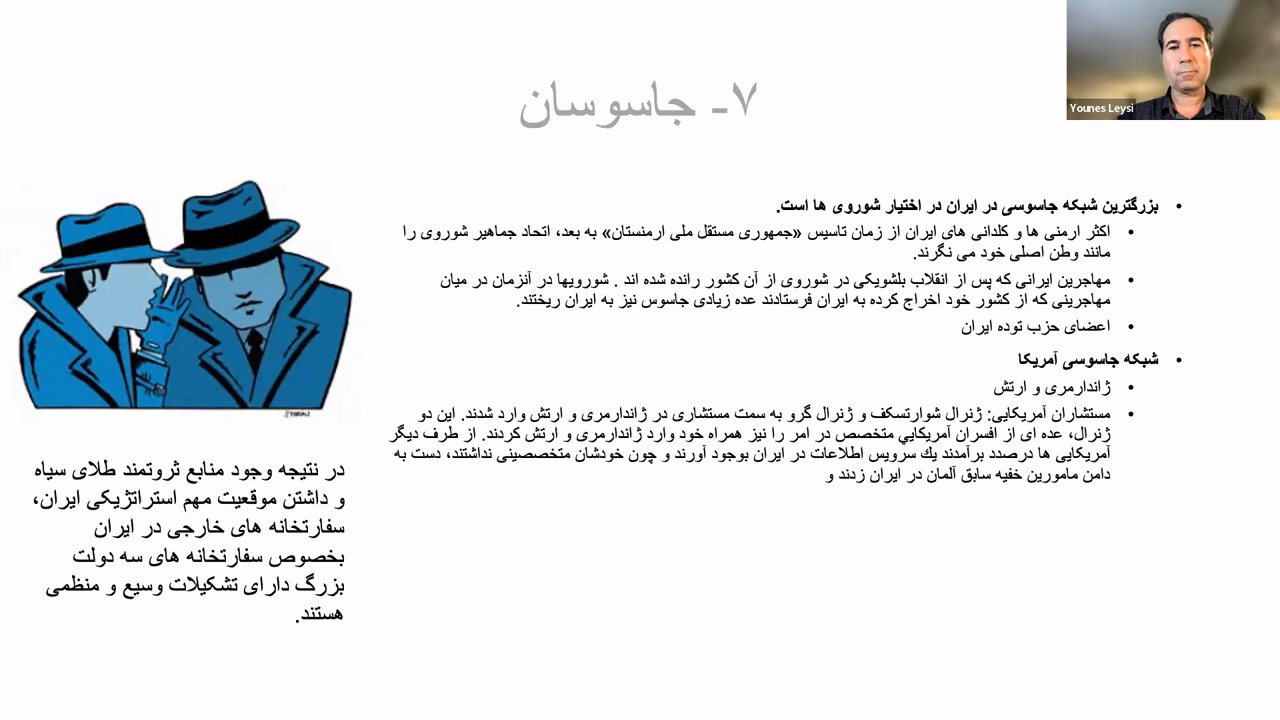 ۷- جاسوسان
Younes Leysi
• بزرگترین شبکه جاسوسی در ایران در اختیار شوروی ها است.
• اکثر ارمنی ها و کلدانی های ایران از زمان تاسیس «جمهوری مستقل ملی ارمنستان» به بعد، اتحاد جماهیر شوروی را
مانند وطن اصلی خود می نگرند.
• مهاجرین ایرانی که پس از انقلاب بلشویکی در شوروی از آن کشور رانده شده اند . شورویها در آنزمان در میان
مهاجرینی که از کشور خود اخراج کرده به ایران فرستادند عده زیادی جاسوس نیز به ایران ریختند.
• اعضای حزب توده ایران
• شبکه جاسوسی آمریکا
• ژاندارمری و ارتش
• مستشاران آمریکایی: ژنرال شوارتسکف و ژنرال گرو به سمت مستشاری در ژاندارمری و ارتش وارد شدند. این دو
ژنرال، عده ای از افسران آمریکايي متخصص در امر را نیز همراه خود وارد ژاندارمری و ارتش کردند. از طرف دیگر
آمریکایی ها درصدد برآمدند يك سرویس اطلاعات در ایران بوجود آورند و چون خودشان متخصصینی نداشتند، دست به
دامن مامورین خفیه سابق آلمان در ایران زدند و
در نتیجه وجود منابع ثروتمند طلای سیاه
و داشتن موقعیت مهم استراتژیکی ایران،
سفارتخانه های خارجی در ایران
بخصوص سفارتخانه های سه دولت
بزرگ دارای تشکیلات وسیع و منظمی
هستند.